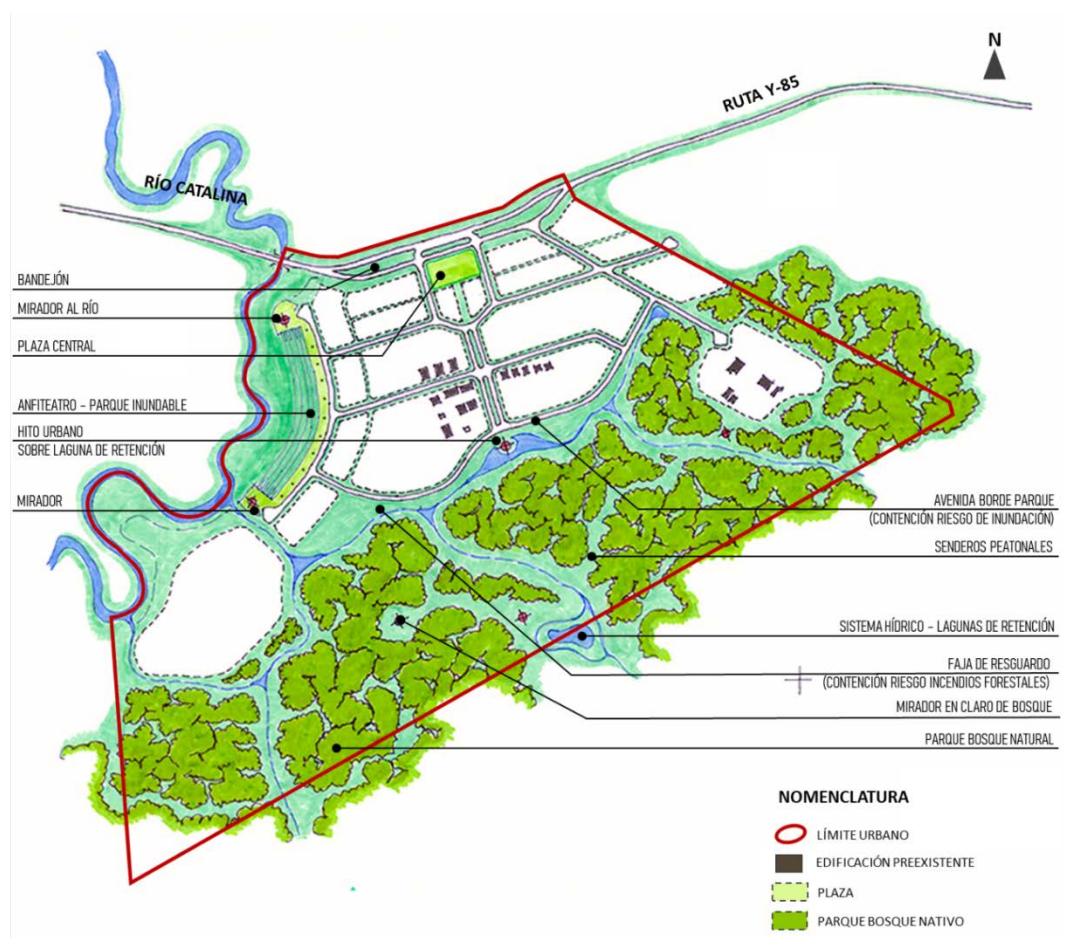 N
RUTA Y-85
RÍO CATALINA
BANDEJÓN
MIRADOR AL RÍO
PLAZA CENTRAL
ANFITEATRO – PARQUE INUNDABLE
HITO URBANO
SOBRE LAGUNA DE RETENCIÓN
MIRADOR
AVENIDA BORDE PARQUE
(CONTENCIÓN RIESGO DE INUNDACIÓN)
SENDEROS PEATONALES
SISTEMA HÍDRICO – LAGUNAS DE RETENCIÓN
FAJA DE RESGUARDO
(CONTENCIÓN RIESGO INCENDIOS FORESTALES)
MIRADOR EN CLARO DE BOSQUE
PARQUE BOSQUE NATURAL
NOMENCLATURA
LÍMITE URBANO
EDIFICACIÓN PREEXISTENTE
PLAZA
PARQUE BOSQUE NATIVO